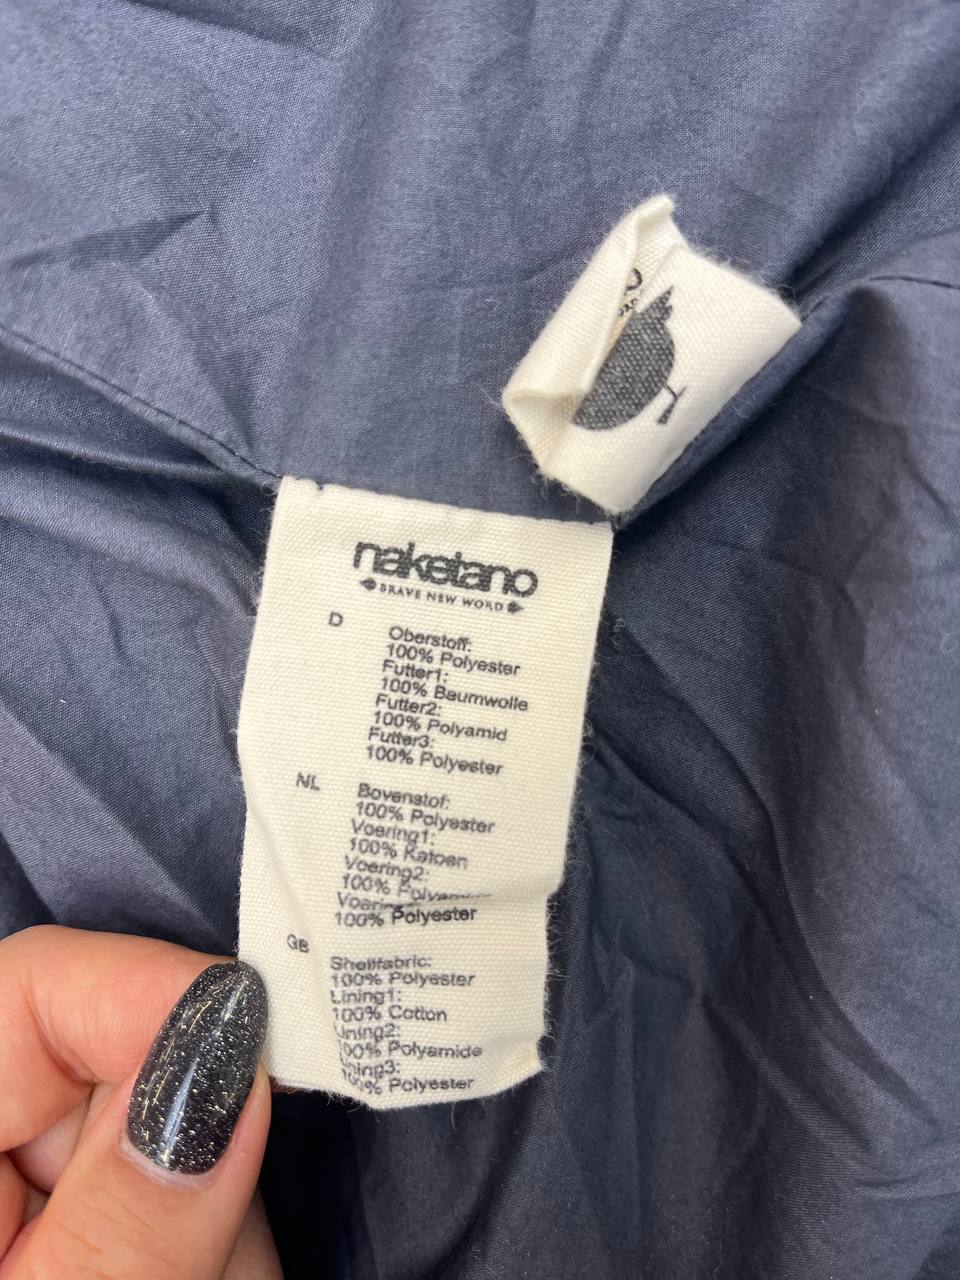 naketano
BRAVE NEW WORD
D
Oberstoff:
100% Polyester
Futter1:
100% Baumwolle
Futter2:
100% Polyamid
Futter3:
100% Polyester
NL
Bovenstof:
100% Polyester
Voering1:
100% Katoen
Voering2:
100%
100% Polyester
GB
Shellfabric:
100% Polyester
Lining1:
100% Cotton
Lining2:
100% Polyamide
Lining3:
100% Polyester